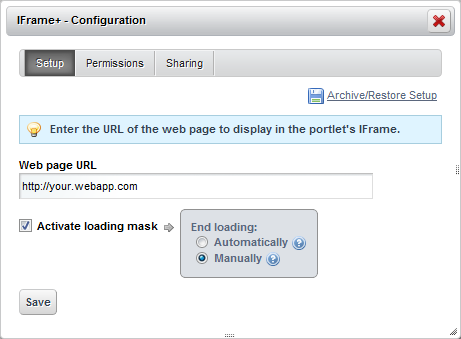 IFrame+ - Configuration
Setup Permissions Sharing
Archive/Restore Setup
Enter the URL of the web page to display in the portlet's IFrame.
Web page URL
http://your.webapp.com
Activate loading mask
End loading:
Automatically ?
Manually ?
Save